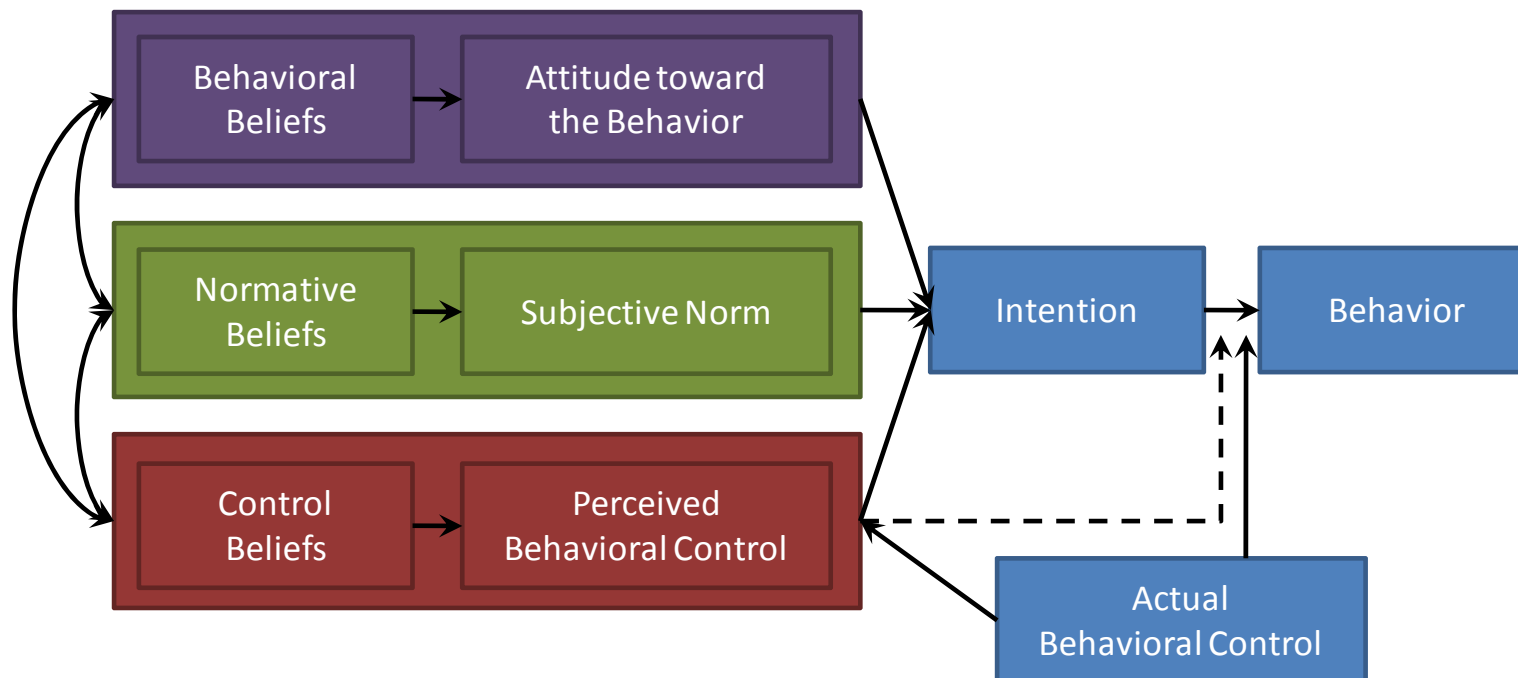 Behavioral
Beliefs
Attitude toward
the Behavior
Normative
Beliefs
Subjective Norm
Intention
Behavior
Control
Beliefs
Perceived
Behavioral Control
Actual
Behavioral Control